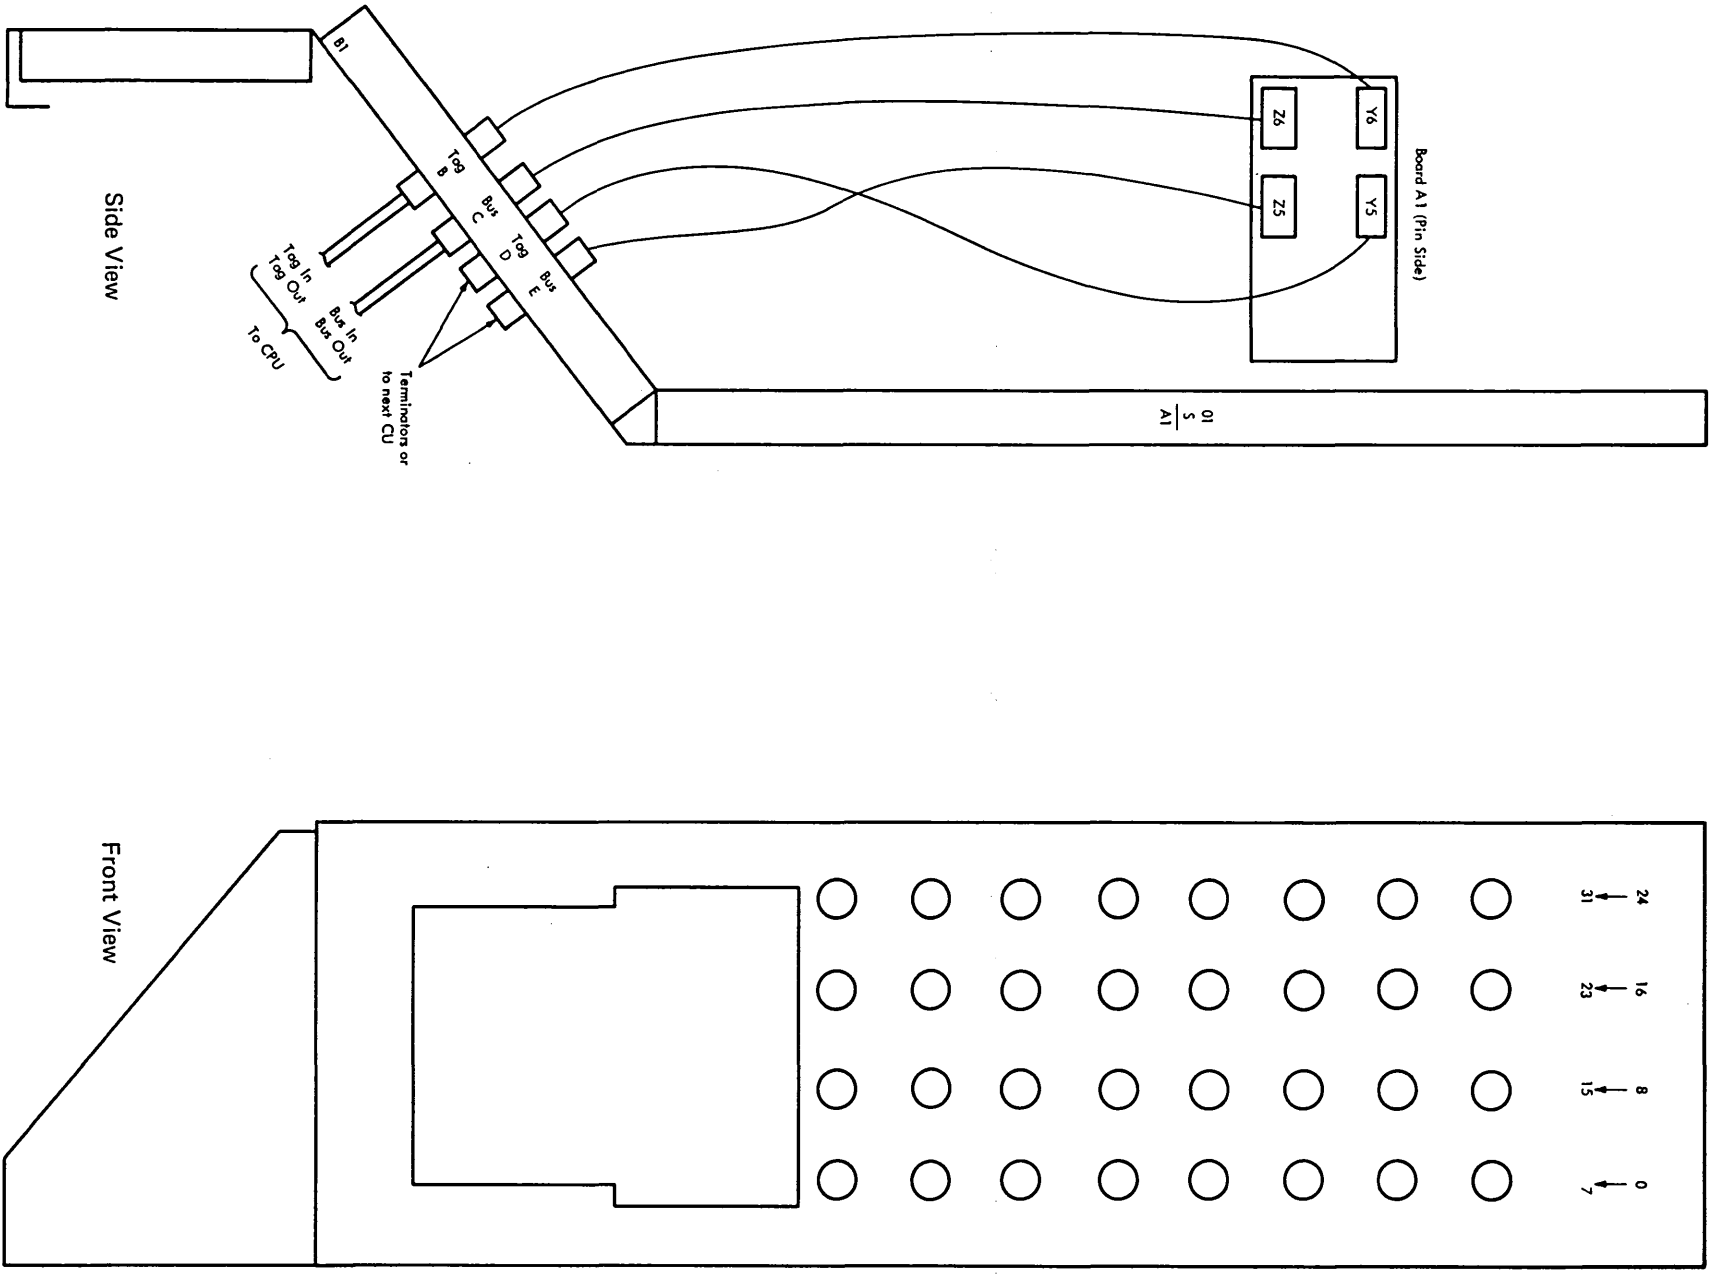 Board A1 (Pin Side)
Y6
Y5
Z6
Z5
01
S
A1
B1
Tag
B
Bus
C
Tag
D
Bus
E
Tag In
Tag Out
Bus In
Bus Out
To CPU
Terminators or
to next CU
Side View
24
31
16
23
8
15
0
7
Front View